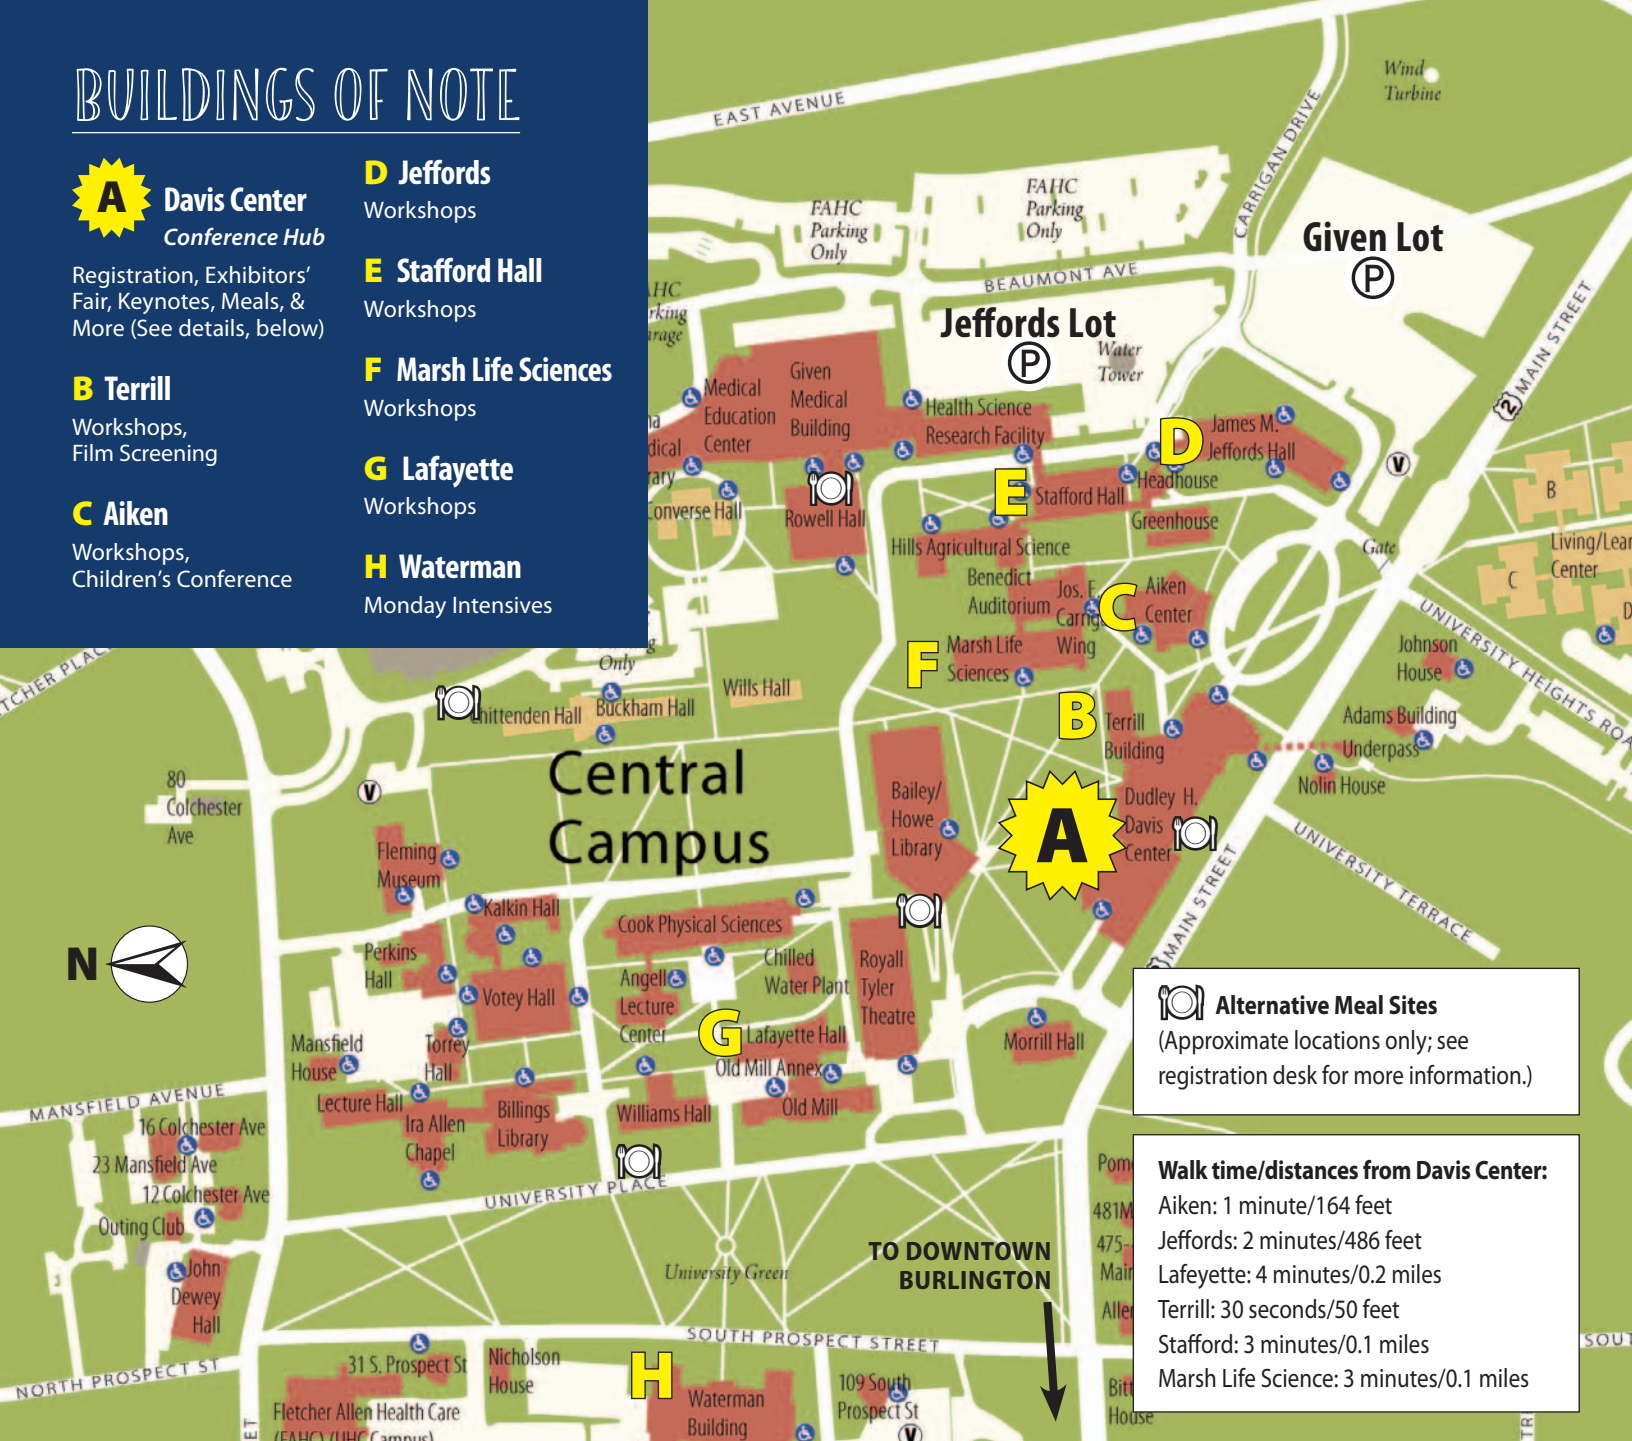 BUILDINGS OF NOTE
A Davis Center
Conference Hub
Registration, Exhibitors’
Fair, Keynotes, Meals, &
More (See details, below)
B Terrill
Workshops,
Film Screening
C Aiken
Workshops,
Children’s Conference
D Jeffords
Workshops
E Stafford Hall
Workshops
F Marsh Life Sciences
Workshops
G Lafayette
Workshops
H Waterman
Monday Intensives
EAST AVENUE
CARRIGAN DRIVE
Wind
Turbine
FAHC
Parking
Only
FAHC
Parking
Only
BEAUMONT AVE
Given Lot
P
Jeffords Lot
P
Water
Tower
2 MAIN STREET
Medical
Education
Center
Given
Medical
Building
Health Science
Research Facility
D
James M.
Jeffords Hall
V
E
Stafford Hall
Headhouse
Greenhouse
Converse Hall
Rowell Hall
Hills Agricultural Science
Gate
B
Living/Lear
Center
C
D
Benedict
Auditorium
Jos. E.
Wing
C
Aiken
Center
F
Marsh Life
Sciences
UNIVERSITY HEIGHTS ROA
Johnson
House
Only
Wills Hall
Buckham Hall
hittenden Hall
B
Terrill
Building
Adams Building
Underpass
Nolin House
Central
Campus
80
Colchester
Ave
V
Bailey/
Howe
Library
A
Dudley H.
Davis
Center
UNIVERSITY TERRACE
MAIN STREET
Fleming
Museum
Kalkin Hall
Cook Physical Sciences
N
Perkins
Hall
Votey Hall
Angell
Lecture
Center
Chilled
Water Plant
Royall
Tyler
Theatre
G
Lafayette Hall
Mansfield
House
Torrey
Hall
Old Mill Annex
Morrill Hall
MANSFIELD AVENUE
Lecture Hall
Ira Allen
Chapel
Billings
Library
Williams Hall
Old Mill
16 Colchester Ave
23 Mansfield Ave
12 Colchester Ave
Outing Club
UNIVERSITY PLACE
John
Dewey
Hall
University Green
TO DOWNTOWN
BURLINGTON
SOUTH PROSPECT STREET
NORTH PROSPECT ST
31 S. Prospect St
Nicholson
House
H
Waterman
Building
109 South
Prospect St
V
Fletcher Allen Health Care
(FAHC) (UHC Campus)
Alternative Meal Sites
(Approximate locations only; see
registration desk for more information.)
Walk time/distances from Davis Center:
Aiken: 1 minute/164 feet
Jeffords: 2 minutes/486 feet
Lafeyette: 4 minutes/0.2 miles
Terrill: 30 seconds/50 feet
Stafford: 3 minutes/0.1 miles
Marsh Life Science: 3 minutes/0.1 miles
House